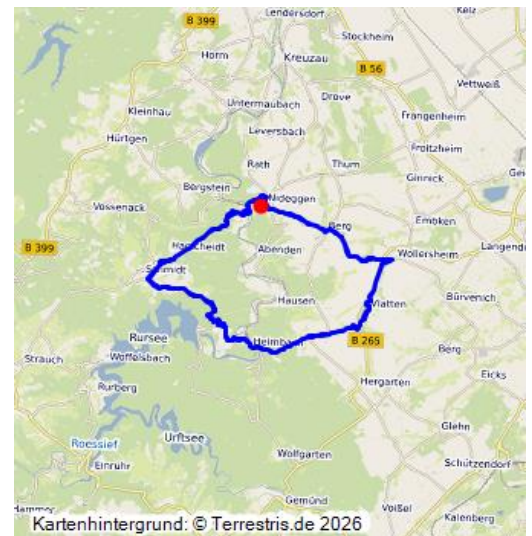 Lendersdorf
Kelz
B 399
Stockheim
Horm
Kreuzau
B 56
Vettweiß
Drove
Untermaubach
Kleinhau
Frangenheim
Leversbach
Hürtgen
Froitzheim
Rath
Thum
Ginnick
Bergstein
Nideggen
Vossenack
Embken
Berg
B 399
Abenden
Wollersheim
Langende
Schmidt
Hausen
Vlatten
Bürvenich
Rursee
Heimba
B 265
Woffelsbach
Berg
Strauch
Eicks
Rurberg
Hergarten
Glehn
Urftsee
Roessief
Wolfgarten
Einruhr
Schützendorf
Gemünd
Voißel
Kalenberg
Kartenhintergrund: © Terrestris.de 2026